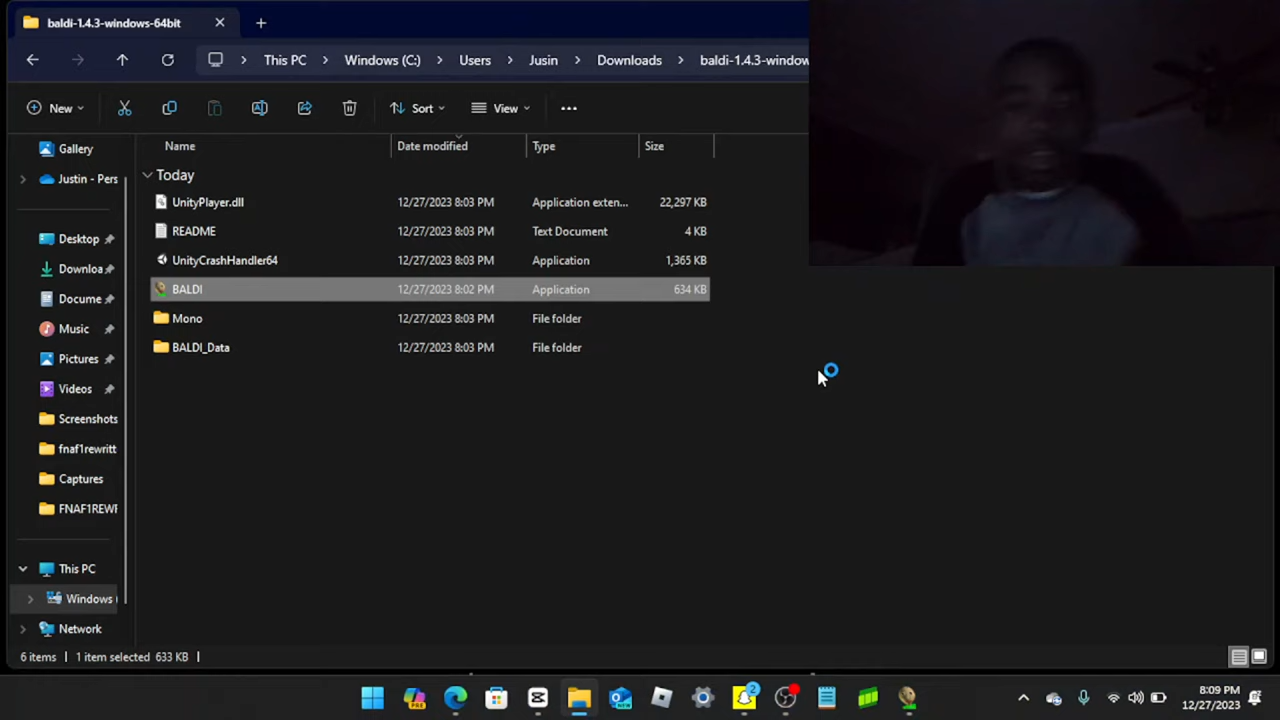 baldi-1.4.3-windows-64bit
This PC > Windows (C:) > Users > Jusin > Downloads > baldi-1.4.3-window
New Sort View
Name Date modified Type Size
Gallery
Today
Justin - Pers
UnityPlayer.dll 12/27/2023 8:03 PM Application exten... 22,297 KB
README 12/27/2023 8:03 PM Text Document 4 KB
Desktop
UnityCrashHandler64 12/27/2023 8:03 PM Application 1,365 KB
Downloa
BALDI 12/27/2023 8:02 PM Application 634 KB
Docume
Mono 12/27/2023 8:03 PM File folder
Music
BALDI_Data 12/27/2023 8:03 PM File folder
Pictures
Videos
Screenshots
fnaf1rewritt
Captures
FNAF1REWF
This PC
Windows (
Network
6 items 1 item selected 633 KB
PRE
NEW
2
8:09 PM
12/27/2023